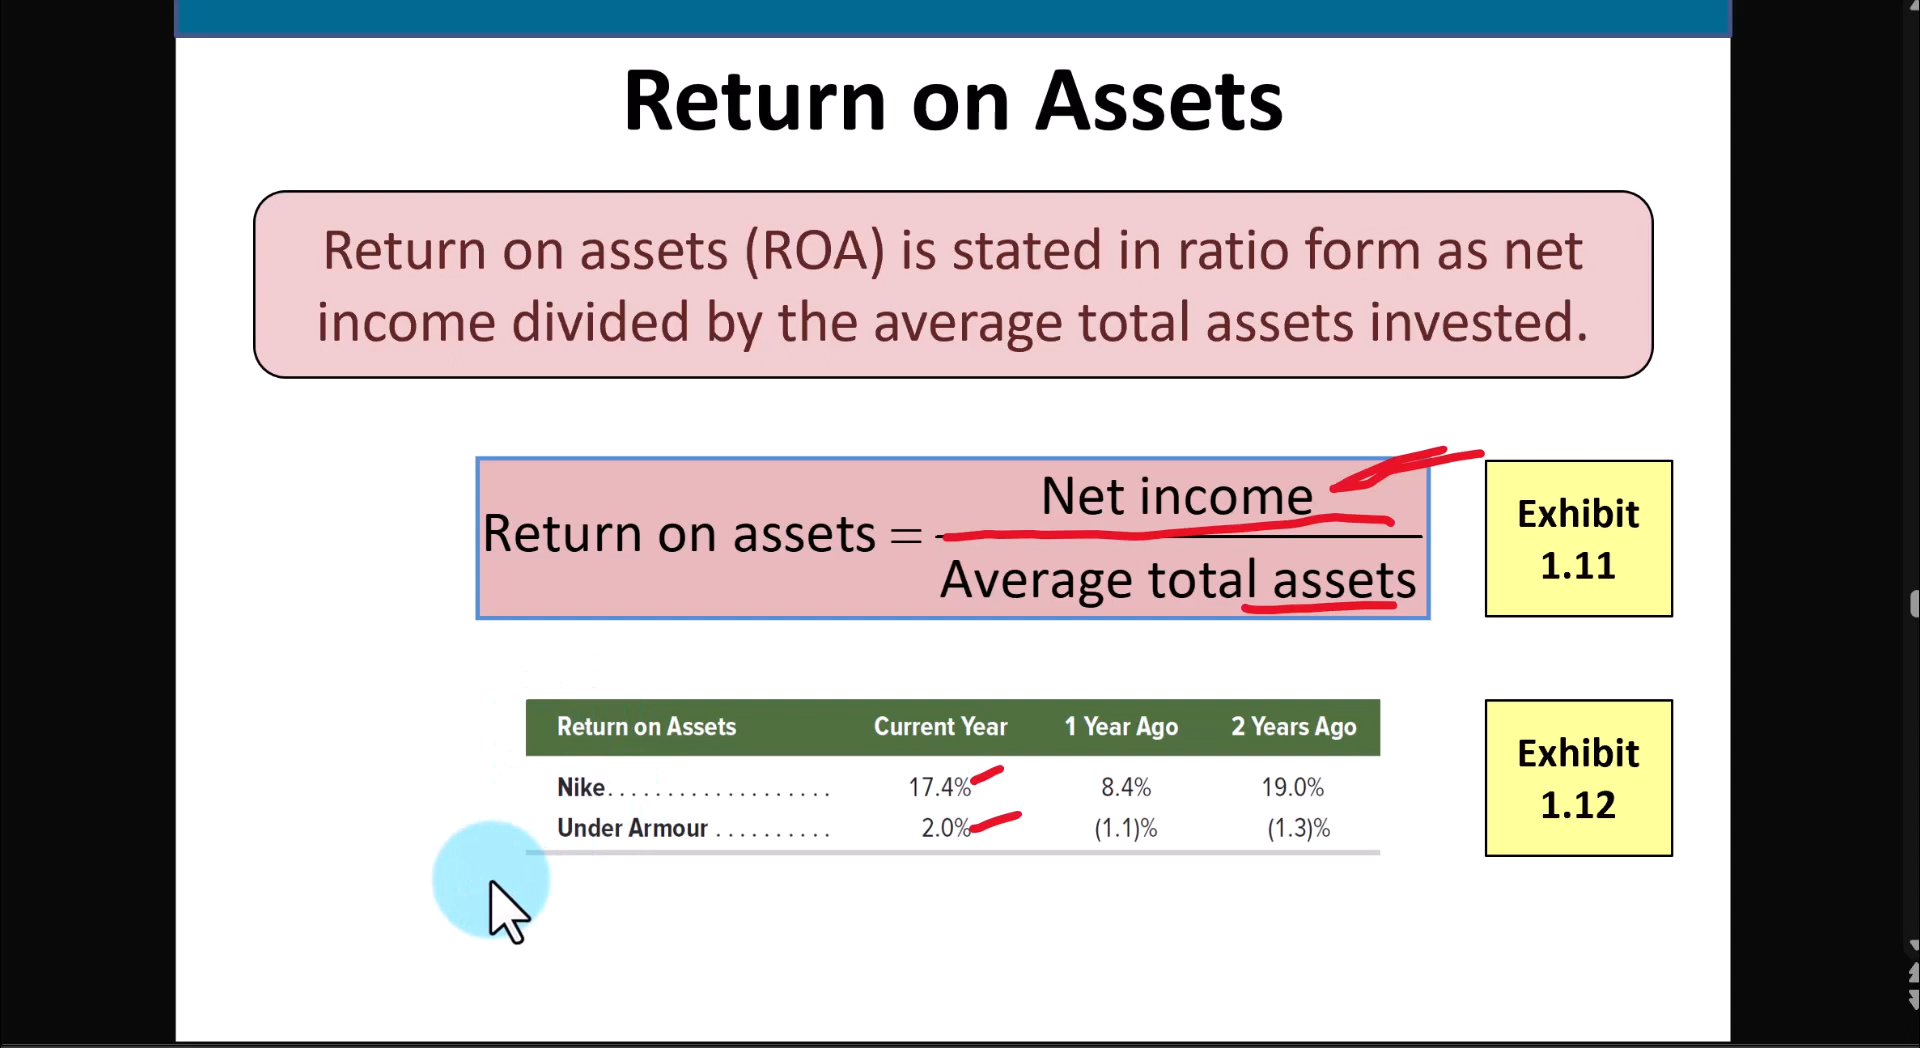 Return on Assets
Return on assets (ROA) is stated in ratio form as net
income divided by the average total assets invested.
Return on assets = Net income
Average total assets
Exhibit
1.11
Return on Assets Current Year 1 Year Ago 2 Years Ago
Nike................... 17.4% 8.4% 19.0%
Under Armour.......... 2.0% (1.1)% (1.3)%
Exhibit
1.12